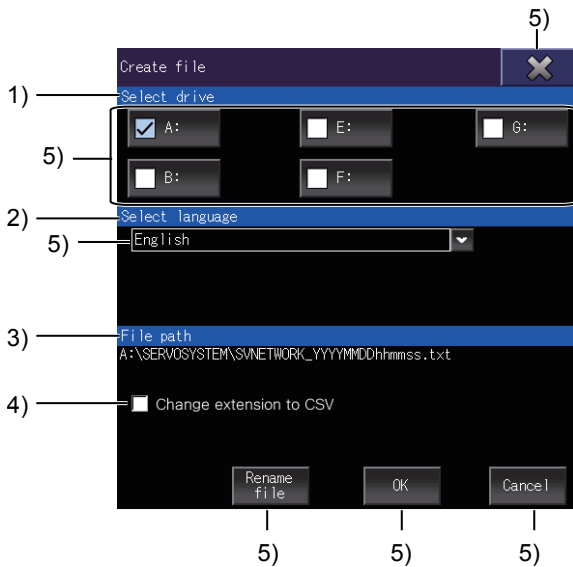 5)
Create file
1)
Select drive
5)
A:
E:
G:
B:
F:
2)
Select language
5)
English
3)
File path
A:\SERVOSYSTEM\SVNETWORK_YYYYMMDDhhmmss.txt
4)
Change extension to CSV
Rename
file
OK
Cancel
5)
5)
5)